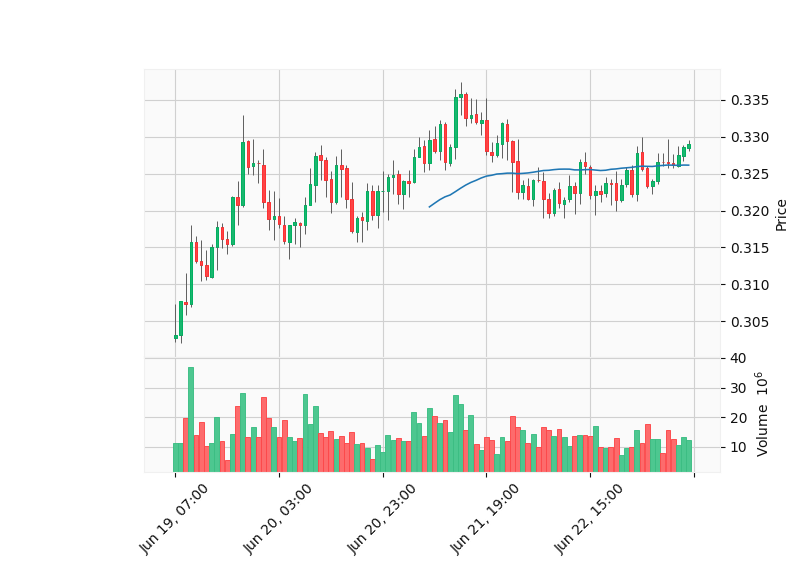 0.335
0.330
0.325
0.320
0.315
0.310
0.305
Price
40
30
20
10
Volume 10^6
Jun 19, 07:00
Jun 20, 03:00
Jun 20, 23:00
Jun 21, 19:00
Jun 22, 15:00